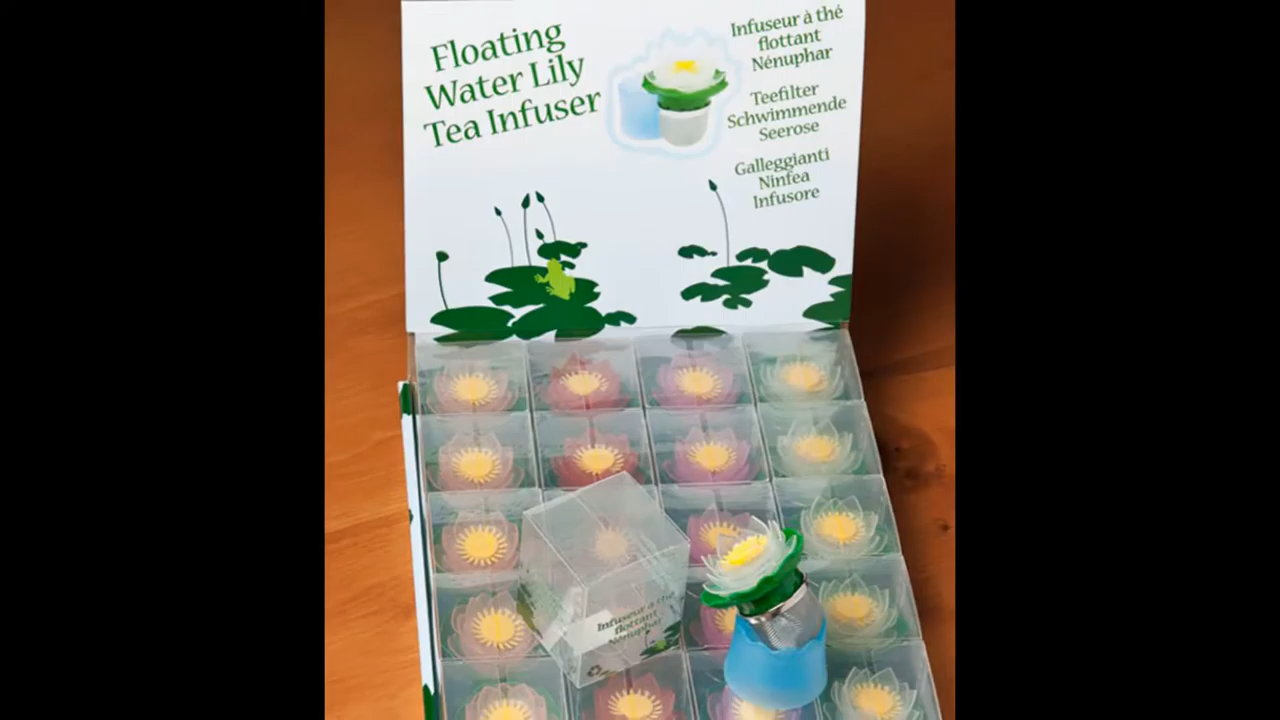 Floating
Water Lily
Tea Infuser
Infuseur à thé
flottant
Nénuphar
Teefilter
Schwimmende
Seerose
Galleggianti
Ninfea
Infusore
Infuseur à thé
flottant
Nénuphar